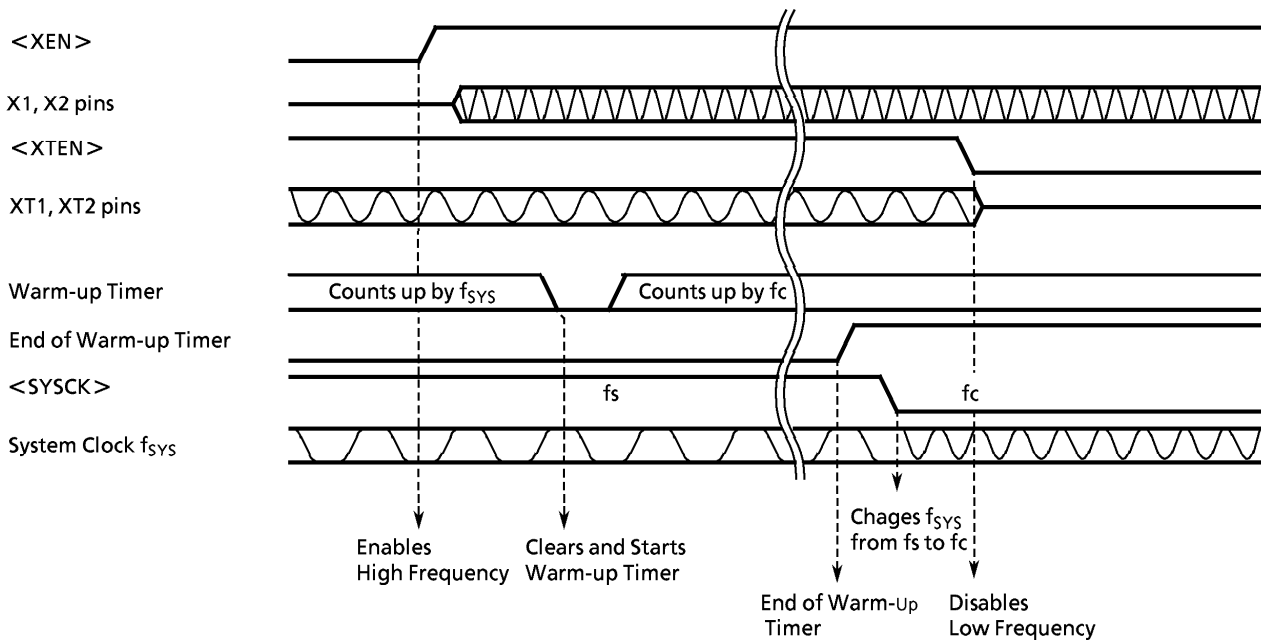 <XEN>
X1, X2 pins
<XTEN>
XT1, XT2 pins
Warm-up Timer
Counts up by fSYS
Counts up by fc
End of Warm-up Timer
<SYSCK>
fs
fc
System Clock fSYS
Enables
High Frequency
Clears and Starts
Warm-up Timer
Chages fSYS
from fs to fc
End of Warm-Up
Timer
Disables
Low Frequency